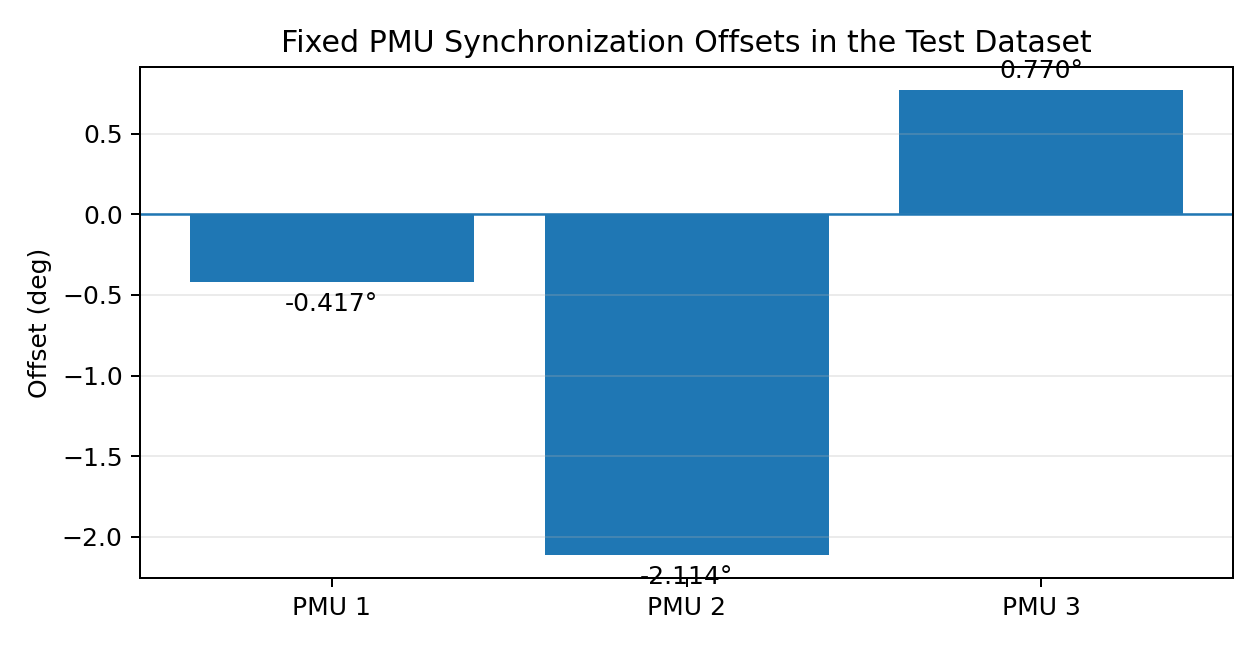 Fixed PMU Synchronization Offsets in the Test Dataset
0.770°
0.5
0.0
-0.417°
−0.5
−1.0
−1.5
−2.0
-2.114°
Offset (deg)
PMU 1
PMU 2
PMU 3